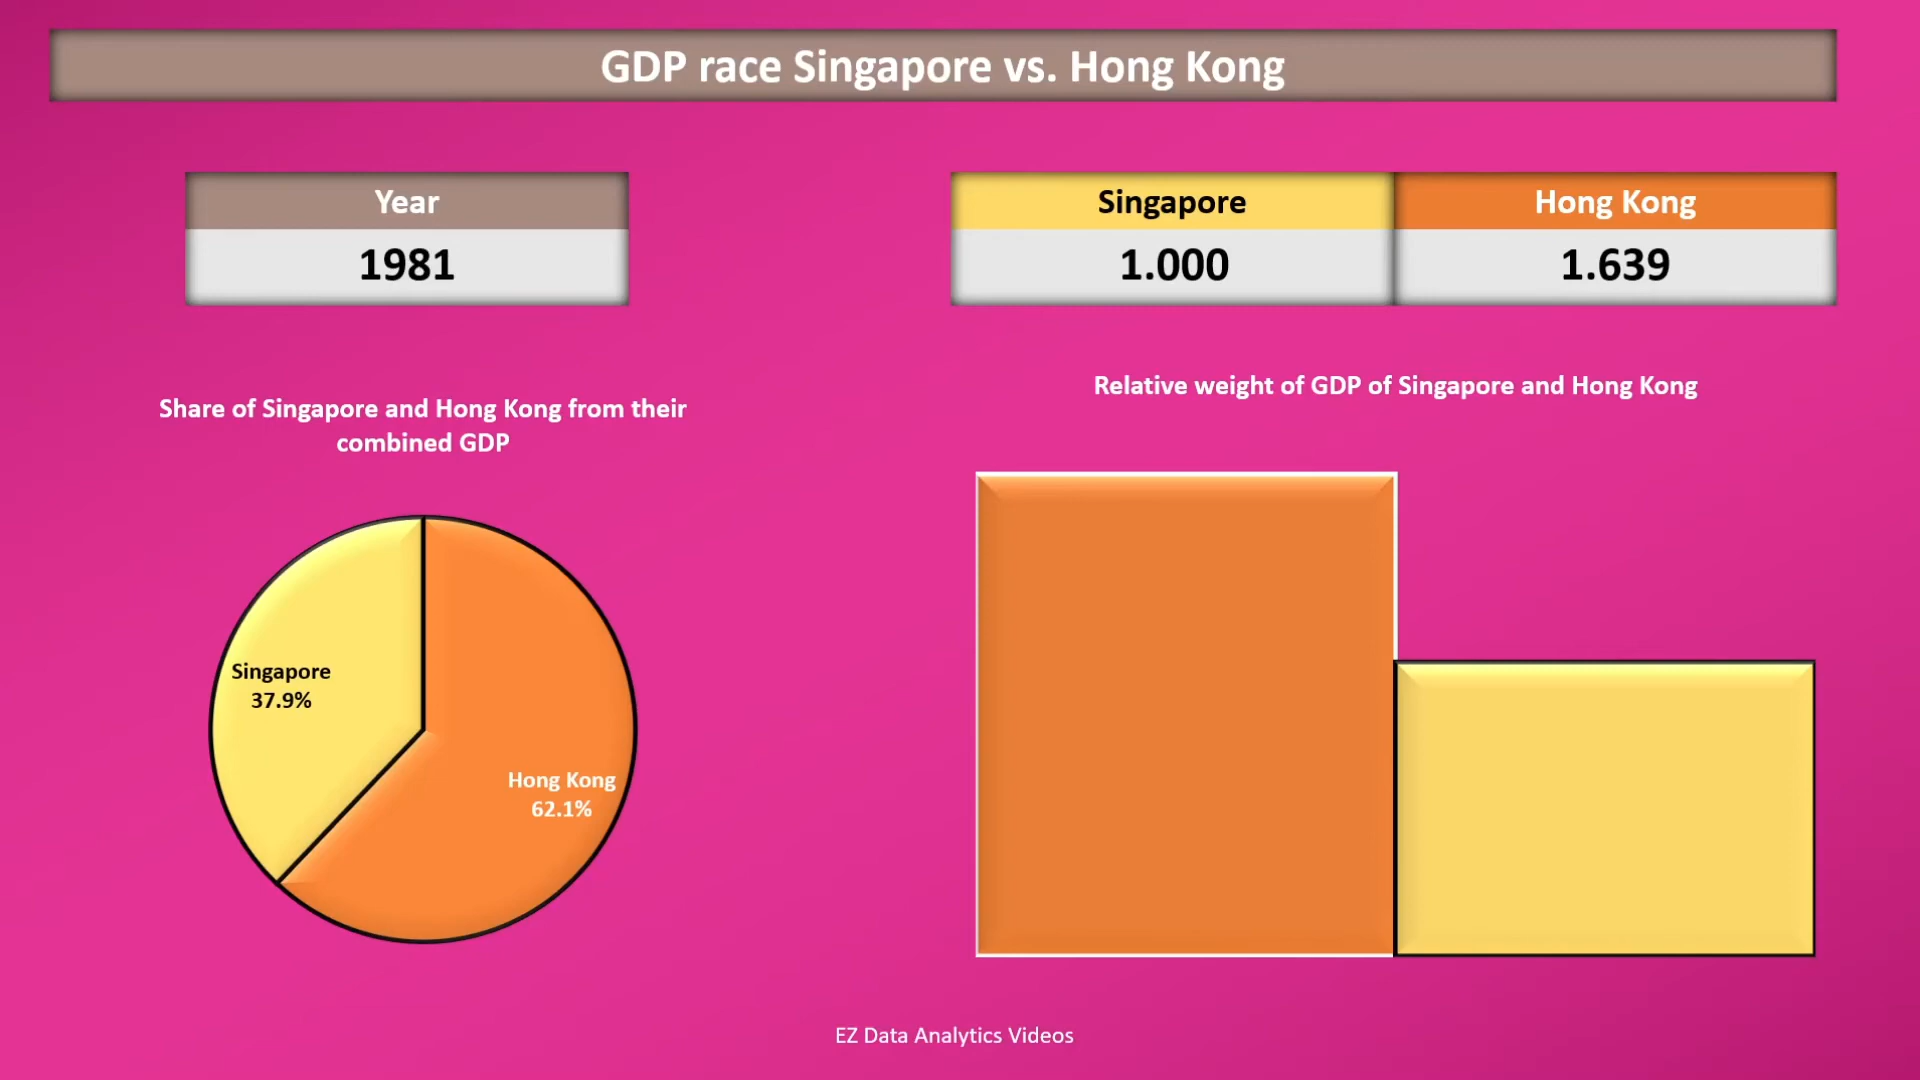 GDP race Singapore vs. Hong Kong
Year
1981
Singapore
Hong Kong
1.000
1.639
Share of Singapore and Hong Kong from their
combined GDP
Singapore
37.9%
Hong Kong
62.1%
Relative weight of GDP of Singapore and Hong Kong
EZ Data Analytics Videos